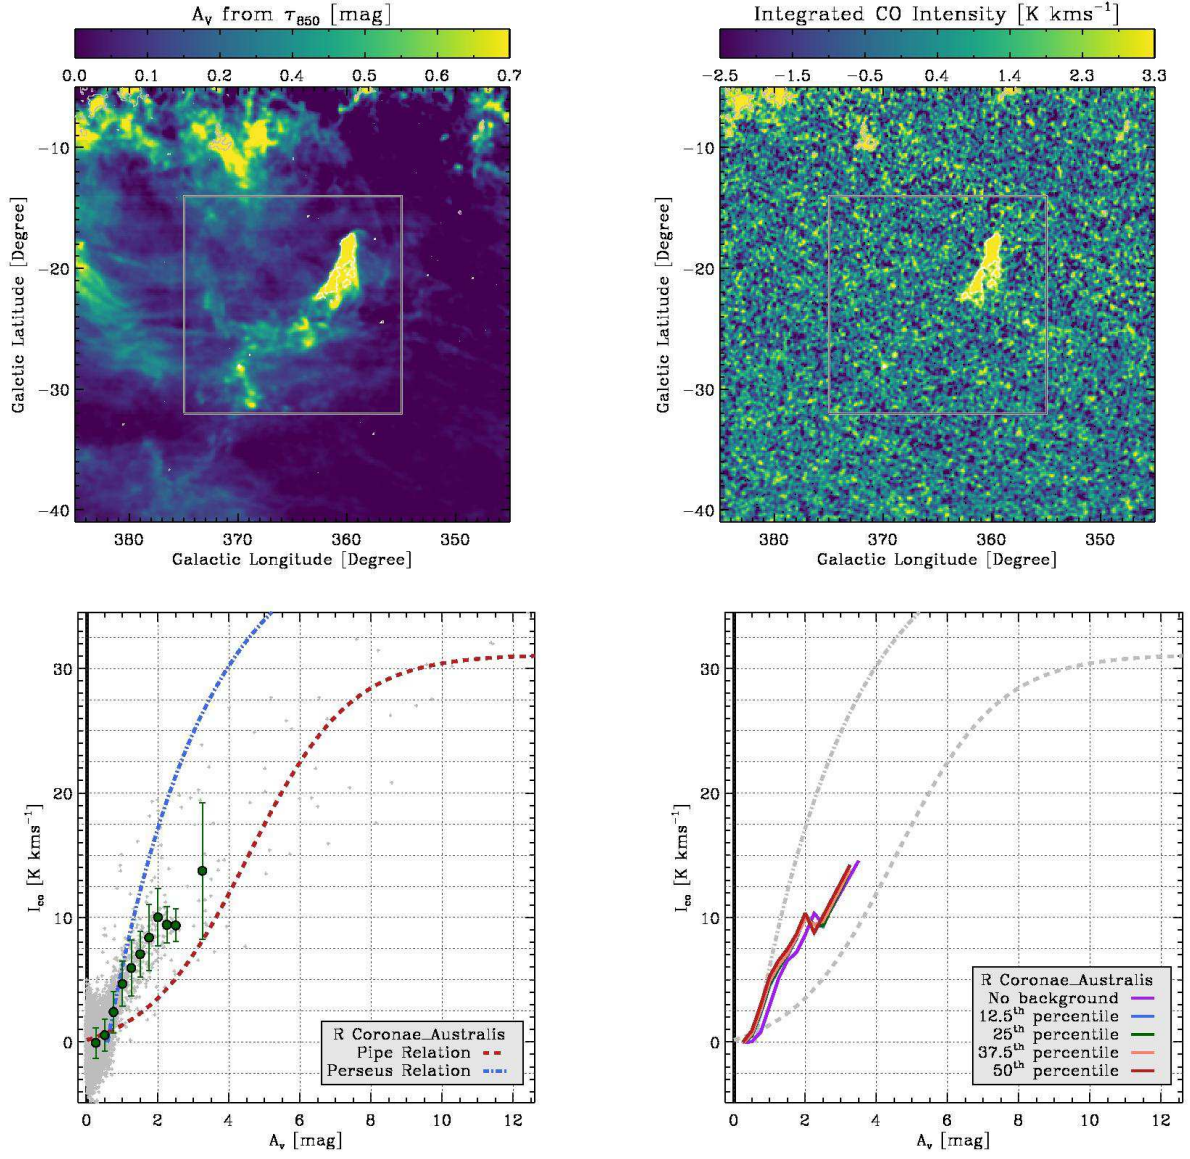 A_V from τ_850 [mag]
0.0 0.1 0.2 0.4 0.5 0.6 0.7
-10
-20
-30
-40
Galactic Latitude [Degree]
380 370 360 350
Galactic Longitude [Degree]
Integrated CO Intensity [K kms⁻¹]
-2.5 -1.5 -0.5 0.4 1.4 2.3 3.3
-10
-20
-30
-40
Galactic Latitude [Degree]
380 370 360 350
Galactic Longitude [Degree]
30
20
10
0
I_co [K kms⁻¹]
R Coronae_Australis
Pipe Relation
Perseus Relation
0 2 4 6 8 10 12
A_v [mag]
30
20
10
0
I_co [K kms⁻¹]
R Coronae_Australis
No background
12.5th percentile
25th percentile
37.5th percentile
50th percentile
0 2 4 6 8 10 12
A_v [mag]